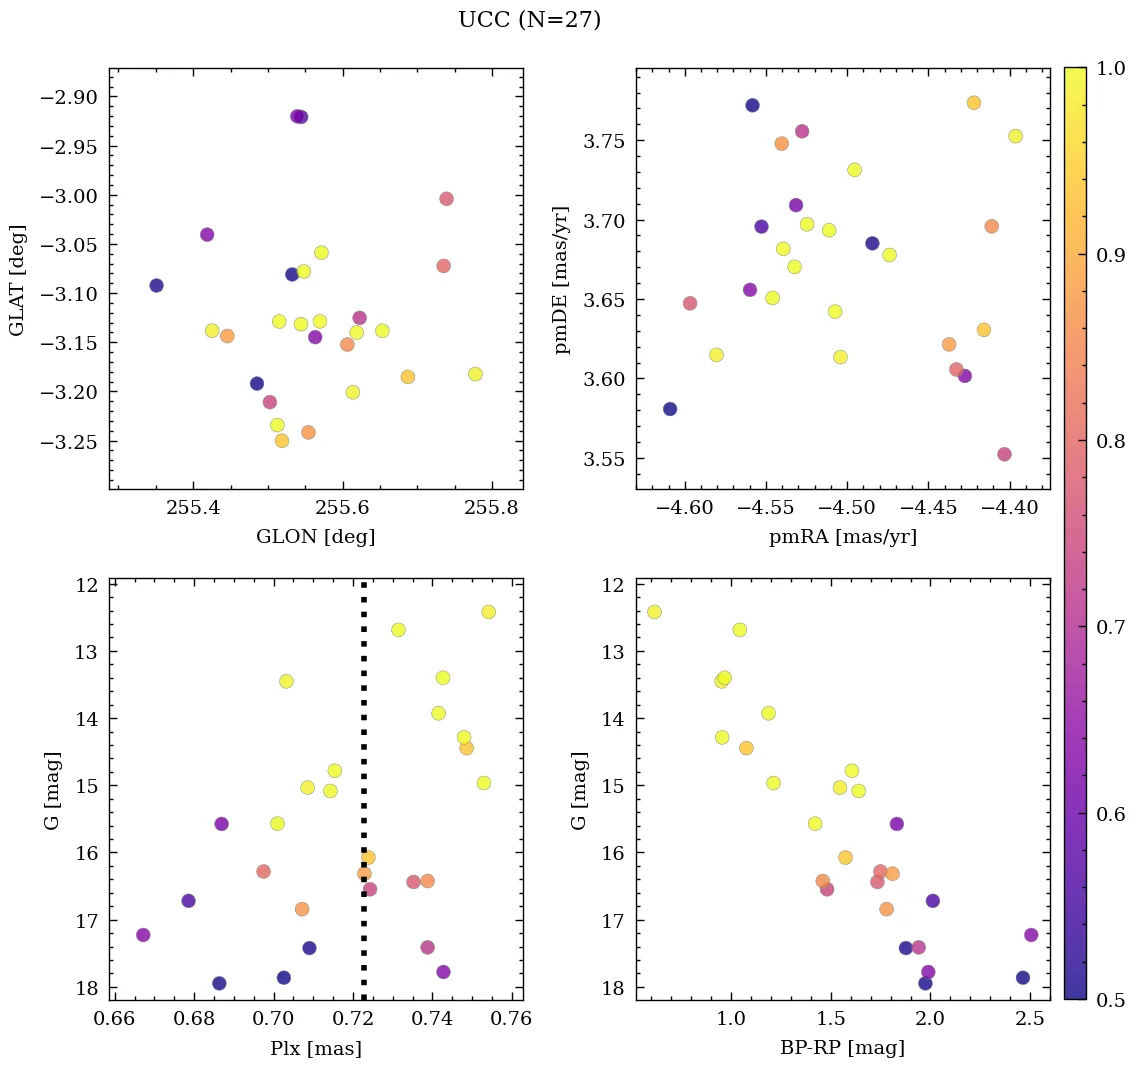 UCC (N=27)
−2.90
−2.95
−3.00
−3.05
−3.10
−3.15
−3.20
−3.25
GLAT [deg]
255.4 255.6 255.8
GLON [deg]
3.75
3.70
3.65
3.60
3.55
pmDE [mas/yr]
−4.60 −4.55 −4.50 −4.45 −4.40
pmRA [mas/yr]
1.0
0.9
0.8
0.7
0.6
0.5
12
13
14
15
16
17
18
G [mag]
0.66 0.68 0.70 0.72 0.74 0.76
Plx [mas]
12
13
14
15
16
17
18
G [mag]
1.0 1.5 2.0 2.5
BP-RP [mag]